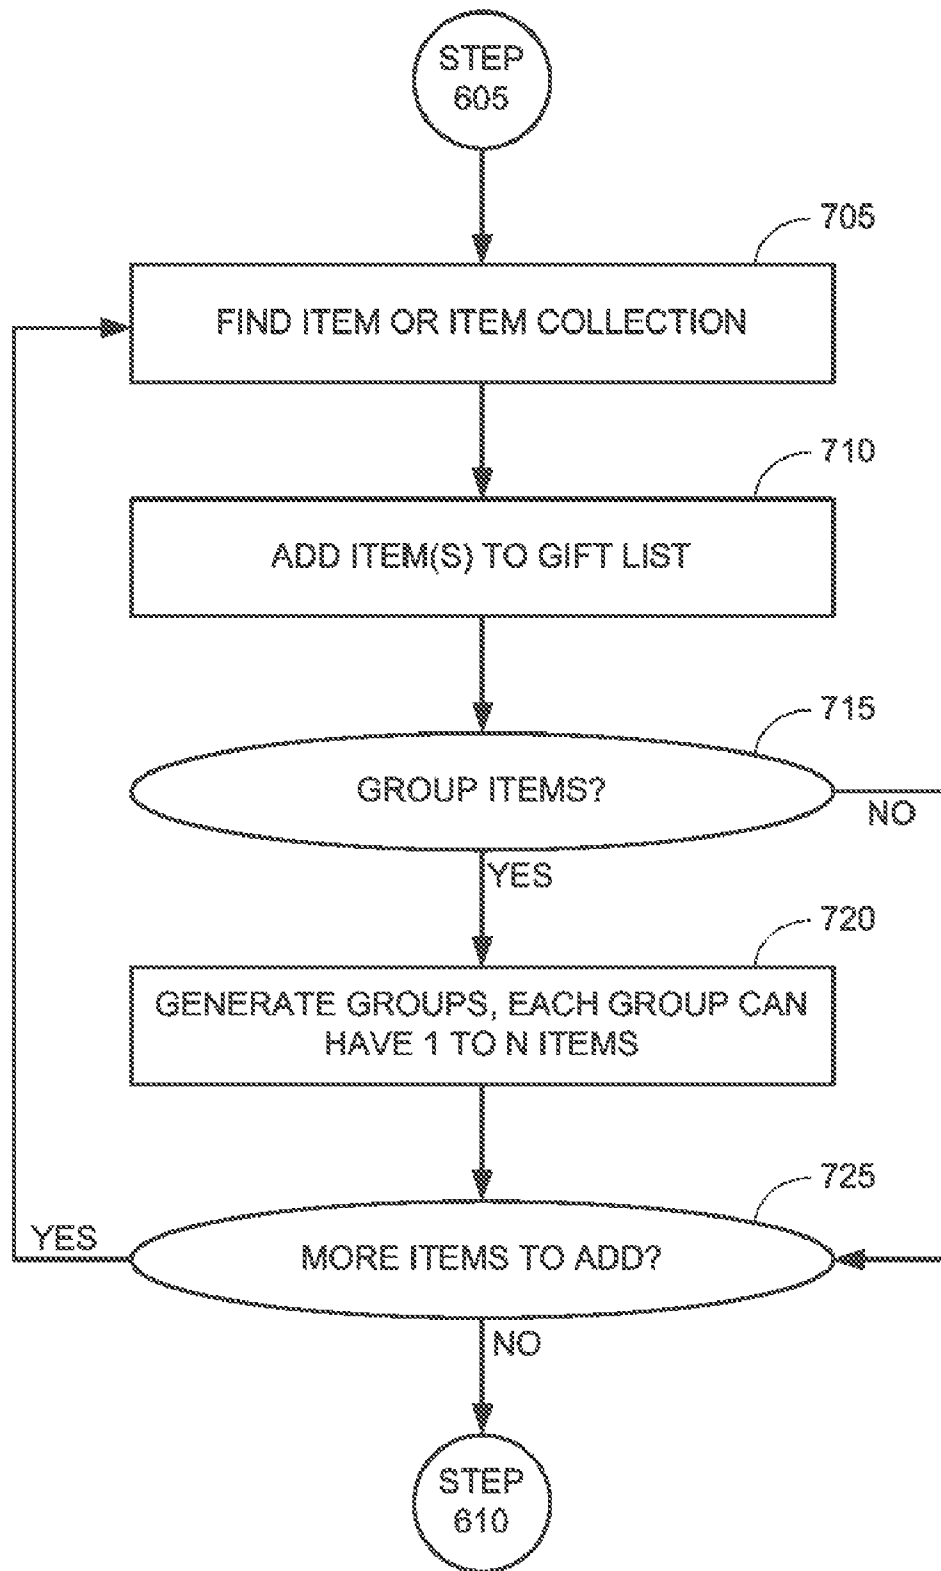 STEP
605
705
FIND ITEM OR ITEM COLLECTION
710
ADD ITEM(S) TO GIFT LIST
715
GROUP ITEMS?
NO
YES
720
GENERATE GROUPS, EACH GROUP CAN
HAVE 1 TO N ITEMS
725
YES
MORE ITEMS TO ADD?
NO
STEP
610